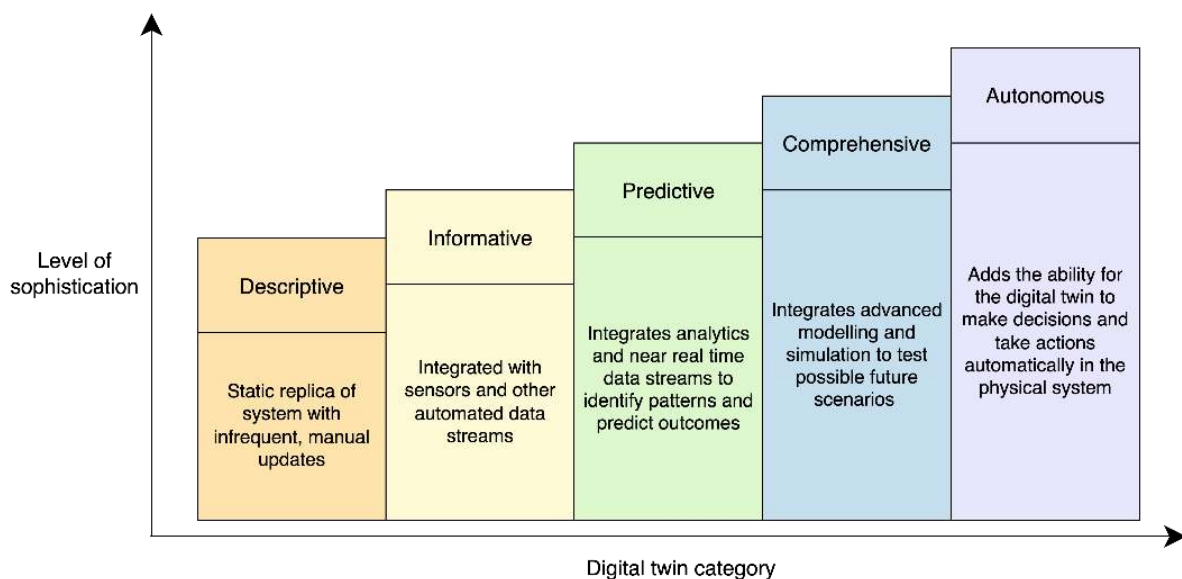 Level of
sophistication
Descriptive
Static replica of
system with
infrequent, manual
updates
Informative
Integrated with
sensors and other
automated data
streams
Predictive
Integrates analytics
and near real time
data streams to
identify patterns and
predict outcomes
Comprehensive
Integrates advanced
modelling and
simulation to test
possible future
scenarios
Autonomous
Adds the ability for
the digital twin to
make decisions and
take actions
automatically in the
physical system
Digital twin category